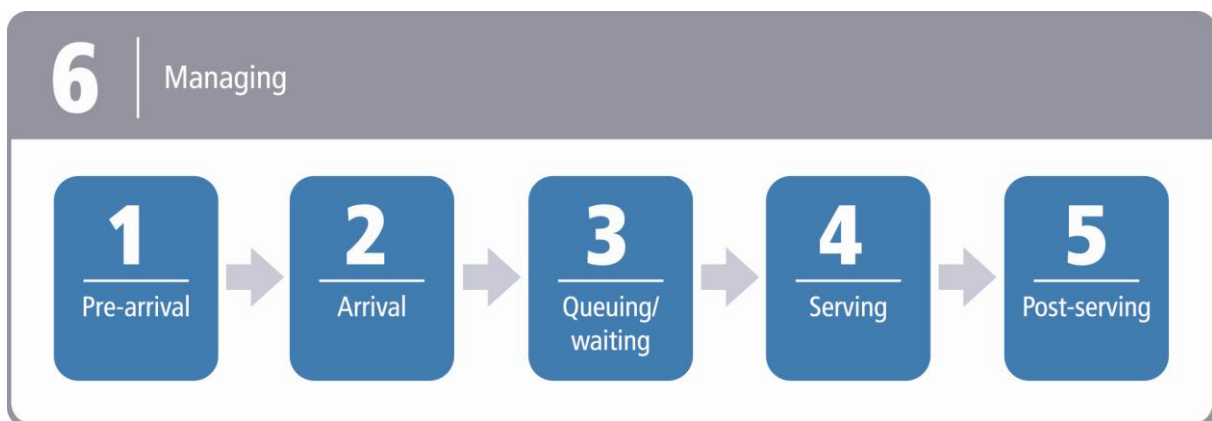 6 Managing
1
Pre-arrival
2
Arrival
3
Queuing/
waiting
4
Serving
5
Post-serving